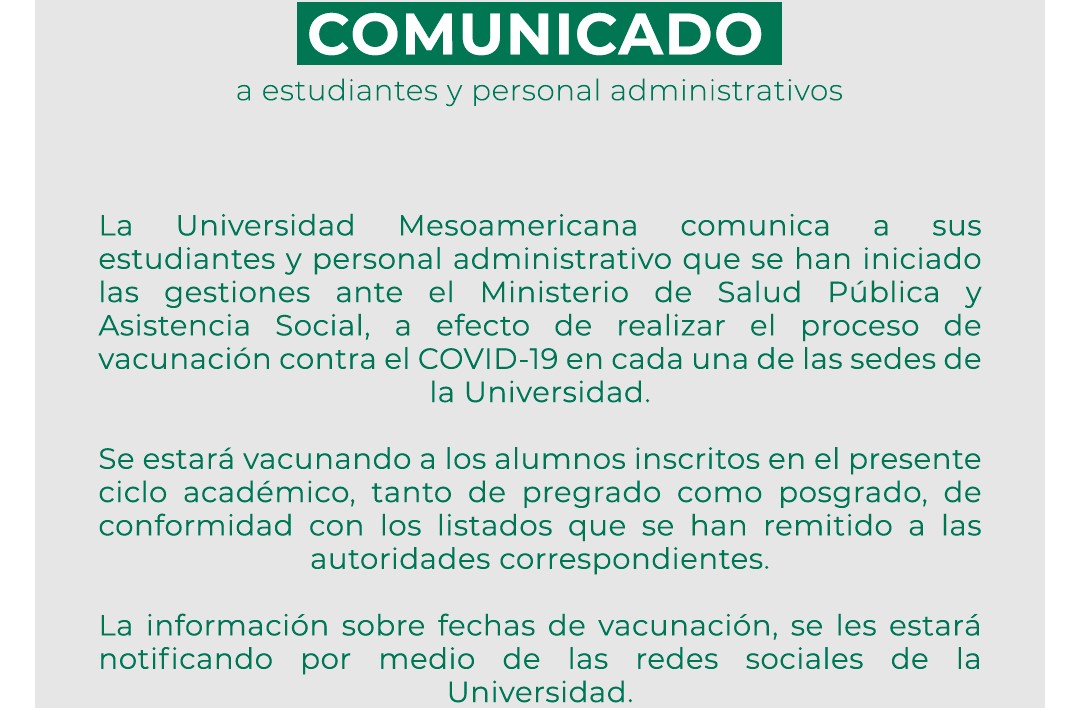 COMUNICADO
a estudiantes y personal administrativos
La Universidad Mesoamericana comunica a sus
estudiantes y personal administrativo que se han iniciado
las gestiones ante el Ministerio de Salud Pública y
Asistencia Social, a efecto de realizar el proceso de
vacunación contra el COVID-19 en cada una de las sedes de
la Universidad.
Se estará vacunando a los alumnos inscritos en el presente
ciclo académico, tanto de pregrado como posgrado, de
conformidad con los listados que se han remitido a las
autoridades correspondientes.
La información sobre fechas de vacunación, se les estará
notificando por medio de las redes sociales de la
Universidad.